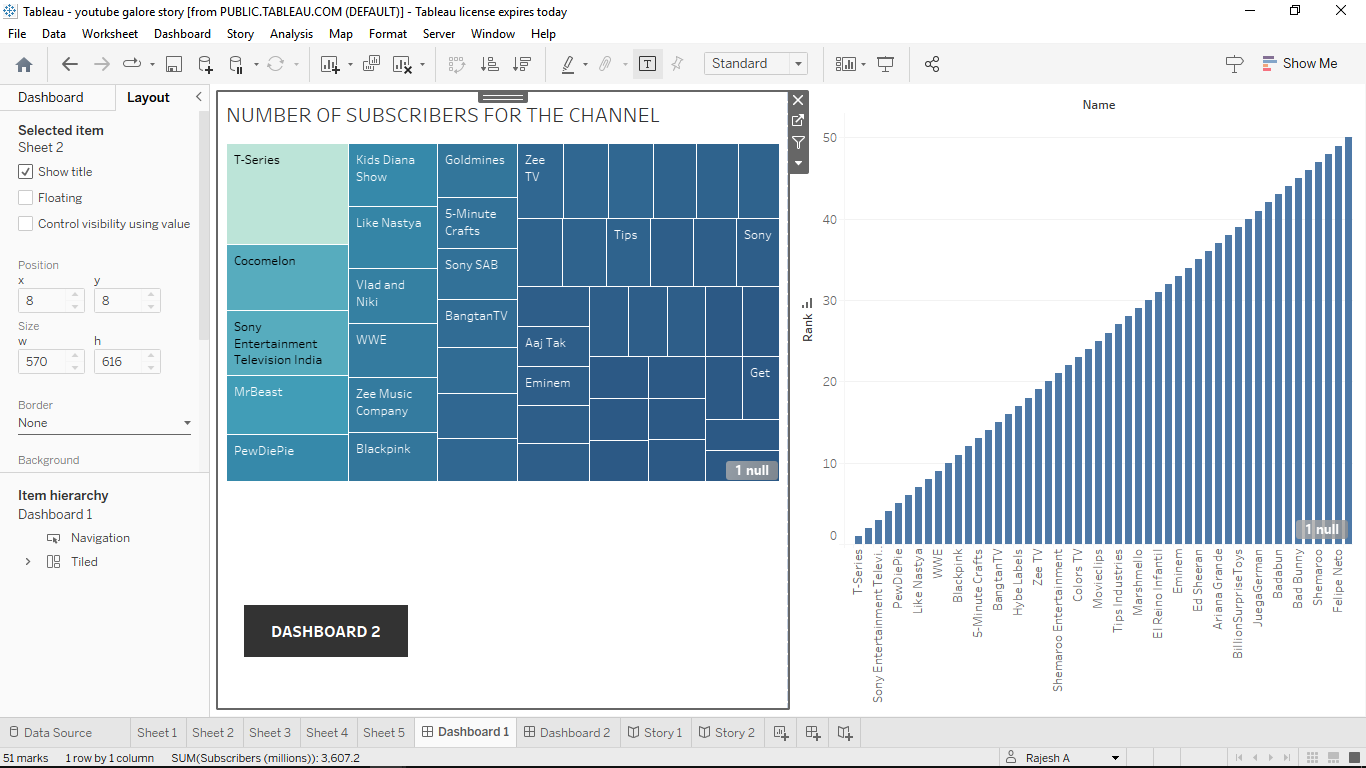 Tableau - youtube galore story [from PUBLIC.TABLEAU.COM (DEFAULT)] - Tableau license expires today
File Data Worksheet Dashboard Story Analysis Map Format Server Window Help
Standard
Show Me
Dashboard
Layout
Selected item
Sheet 2
Show title
Floating
Control visibility using value
Position
x y
8 8
Size
w h
570 616
Border
None
Background
Item hierarchy
Dashboard 1
Navigation
Tiled
NUMBER OF SUBSCRIBERS FOR THE CHANNEL
T-Series
Cocomelon
Sony
Entertainment
Television India
MrBeast
PewDiePie
Kids Diana
Show
Like Nastya
Vlad and
Niki
WWE
Zee Music
Company
Blackpink
Goldmines
5-Minute
Crafts
Sony SAB
BangtanTV
Zee
TV
Tips
Sony
Aaj Tak
Eminem
Get
1 null
DASHBOARD 2
Name
Rank
50
40
30
20
10
0
1 null
T-Series
Sony Entertainment Televi..
PewDiePie
Like Nastya
WWE
Blackpink
5-Minute Crafts
BangtanTV
Hybe Labels
Zee TV
Shemaroo Entertainment
Colors TV
Movieclips
Tips Industries
Marshmello
El Reino Infantil
Eminem
Ed Sheeran
Ariana Grande
BillionSurpriseToys
JuegaGerman
Badabun
Bad Bunny
Shemaroo
Felipe Neto
Data Source Sheet 1 Sheet 2 Sheet 3 Sheet 4 Sheet 5 Dashboard 1 Dashboard 2 Story 1 Story 2
51 marks 1 row by 1 column SUM(Subscribers (millions)): 3,607.2 Rajesh A